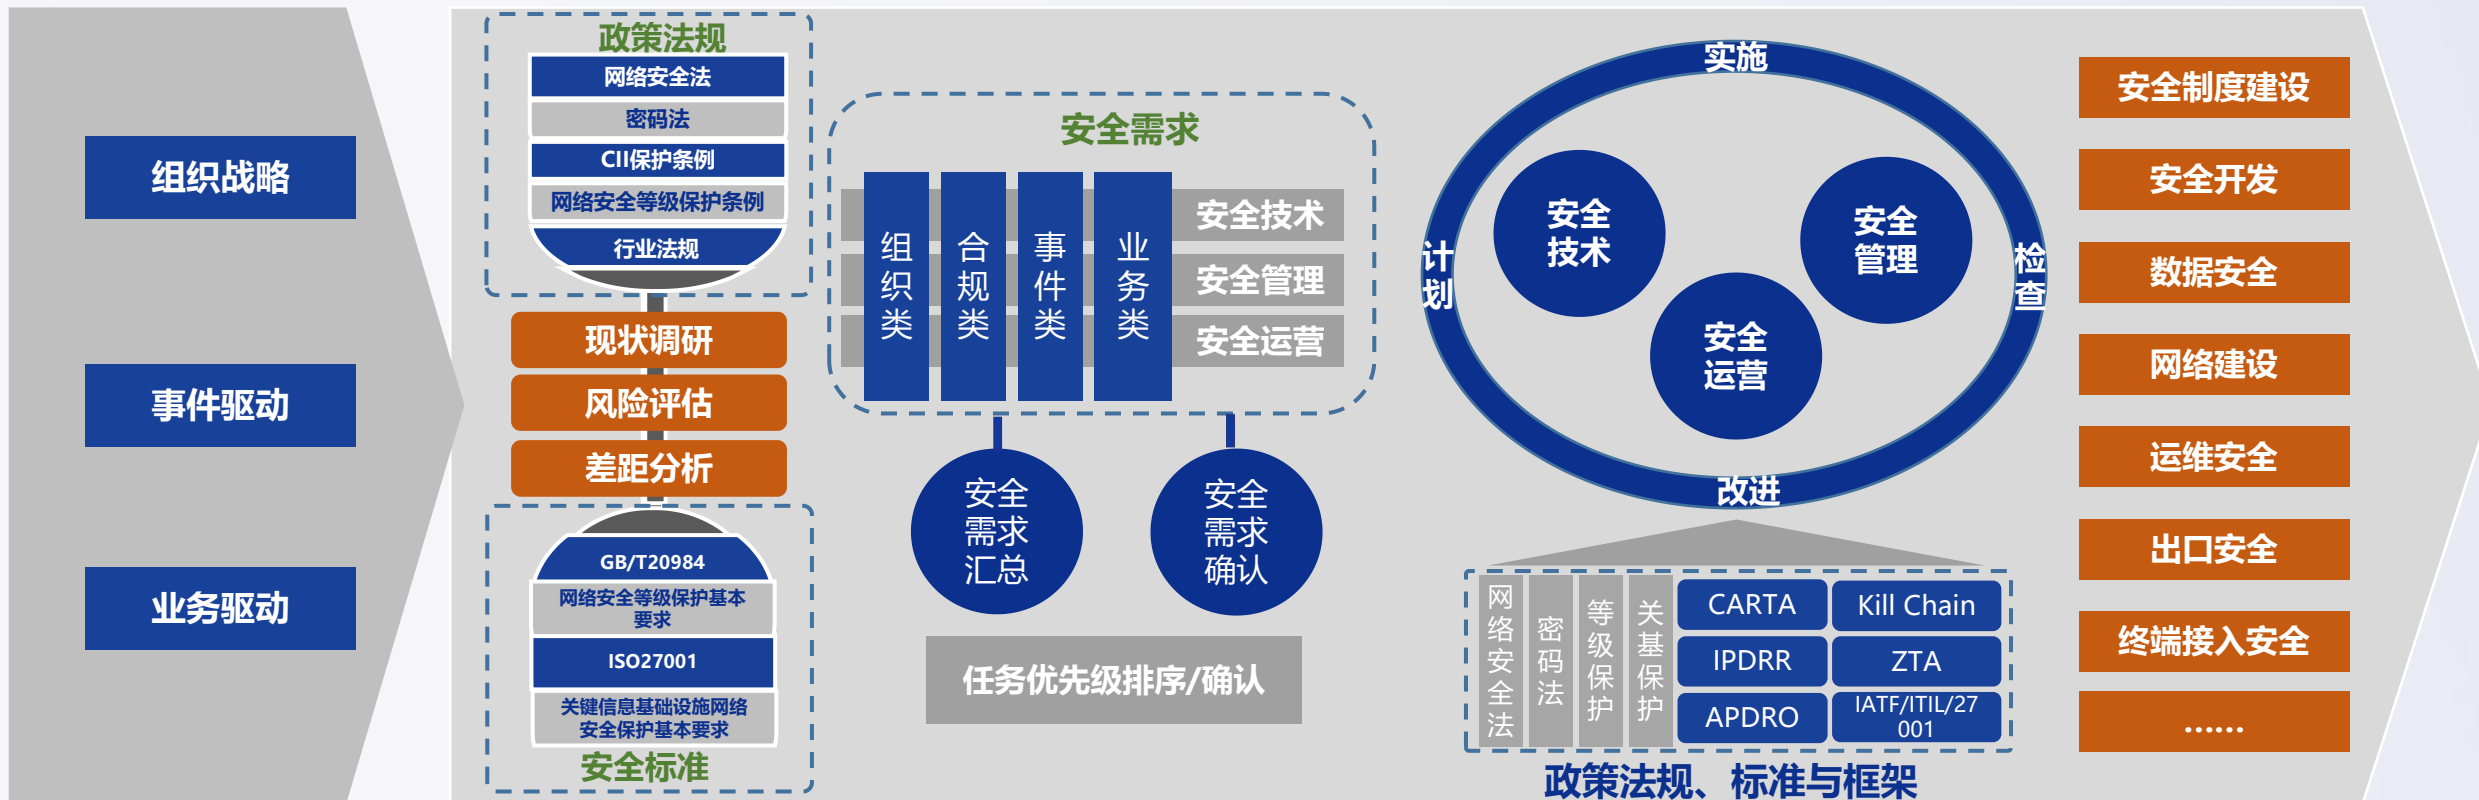 组织战略
事件驱动
业务驱动
政策法规
网络安全法
密码法
CII保护条例
网络安全等级保护条例
行业法规
现状调研
风险评估
差距分析
GB/T20984
网络安全等级保护基本
要求
ISO27001
关键信息基础设施网络
安全保护基本要求
安全标准
安全需求
组织类
合规类
事件类
业务类
安全技术
安全管理
安全运营
安全
需求
汇总
安全
需求
确认
任务优先级排序/确认
实施
计划
检查
改进
安全
技术
安全
管理
安全
运营
网络安全法
密码法
等级保护
关基保护
CARTA
Kill Chain
IPDRR
ZTA
APDRO
IATF/ITIL/27
001
政策法规、标准与框架
安全制度建设
安全开发
数据安全
网络建设
运维安全
出口安全
终端接入安全
······